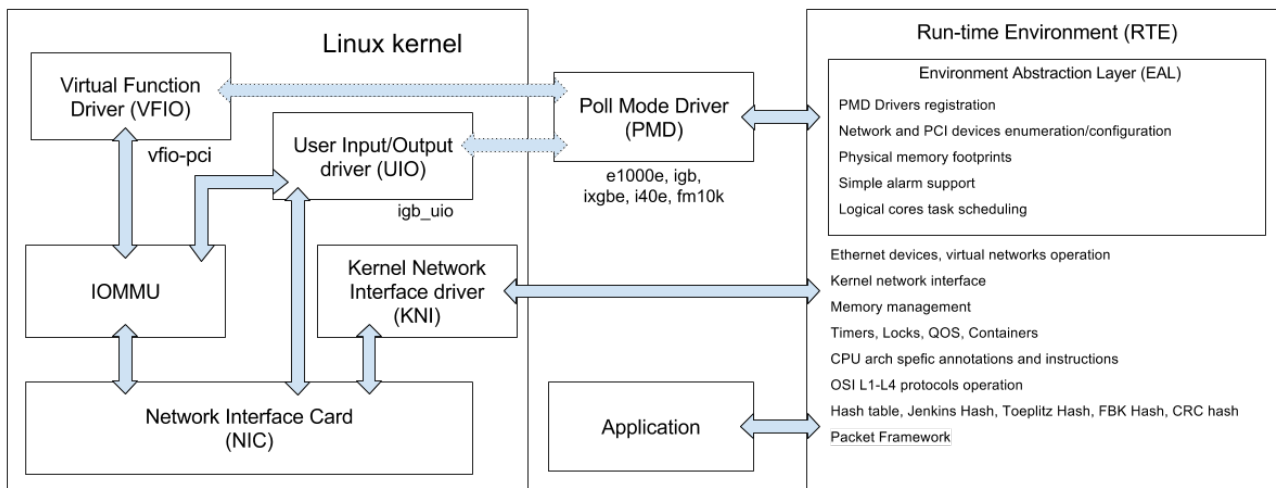 Linux kernel
Virtual Function
Driver (VFIO)
vfio-pci
User Input/Output
driver (UIO)
igb_uio
IOMMU
Kernel Network
Interface driver
(KNI)
Network Interface Card
(NIC)
Poll Mode Driver
(PMD)
e1000e, igb,
ixgbe, i40e, fm10k
Application
Run-time Environment (RTE)
Environment Abstraction Layer (EAL)
PMD Drivers registration
Network and PCI devices enumeration/configuration
Physical memory footprints
Simple alarm support
Logical cores task scheduling
Ethernet devices, virtual networks operation
Kernel network interface
Memory management
Timers, Locks, QOS, Containers
CPU arch spefic annotations and instructions
OSI L1-L4 protocols operation
Hash table, Jenkins Hash, Toeplitz Hash, FBK Hash, CRC hash
Packet Framework